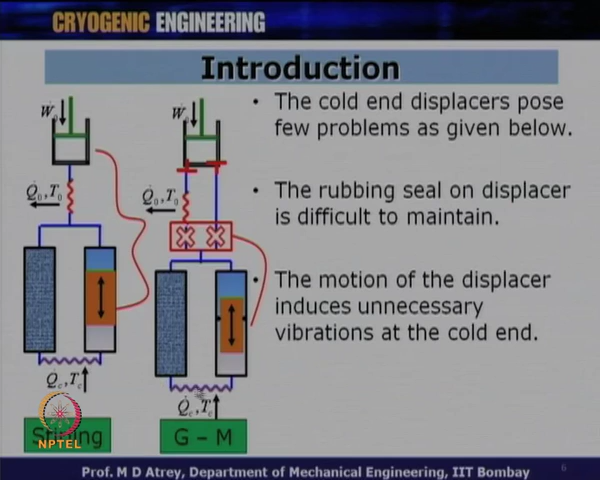 CRYOGENIC ENGINEERING
Introduction
W
W
Q0, T0
Q0, T0
Qc, Tc
Qc, Tc
Stirling
G – M
NPTEL
• The cold end displacers pose
few problems as given below.
• The rubbing seal on displacer
is difficult to maintain.
• The motion of the displacer
induces unnecessary
vibrations at the cold end.
Prof. M D Atrey, Department of Mechanical Engineering, IIT Bombay
6